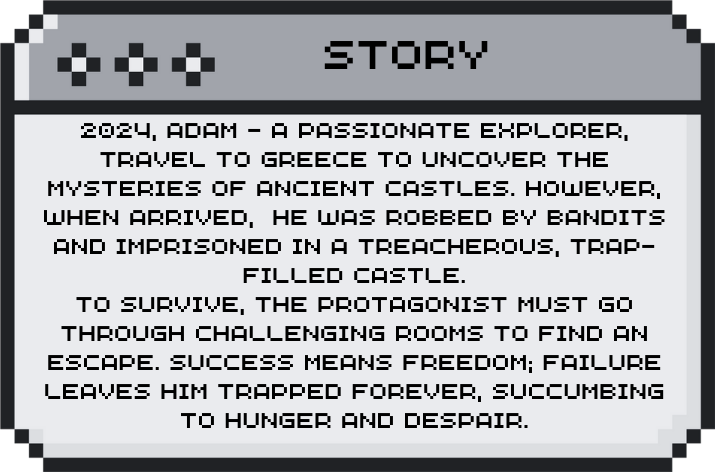 STORY
2024, ADAM - A PASSIONATE EXPLORER,
TRAVEL TO GREECE TO UNCOVER THE
MYSTERIES OF ANCIENT CASTLES. HOWEVER,
WHEN ARRIVED,  HE WAS ROBBED BY BANDITS
AND IMPRISONED IN A TREACHEROUS, TRAP-
FILLED CASTLE.
TO SURVIVE, THE PROTAGONIST MUST GO
THROUGH CHALLENGING ROOMS TO FIND AN
ESCAPE. SUCCESS MEANS FREEDOM; FAILURE
LEAVES HIM TRAPPED FOREVER, SUCCUMBING
TO HUNGER AND DESPAIR.